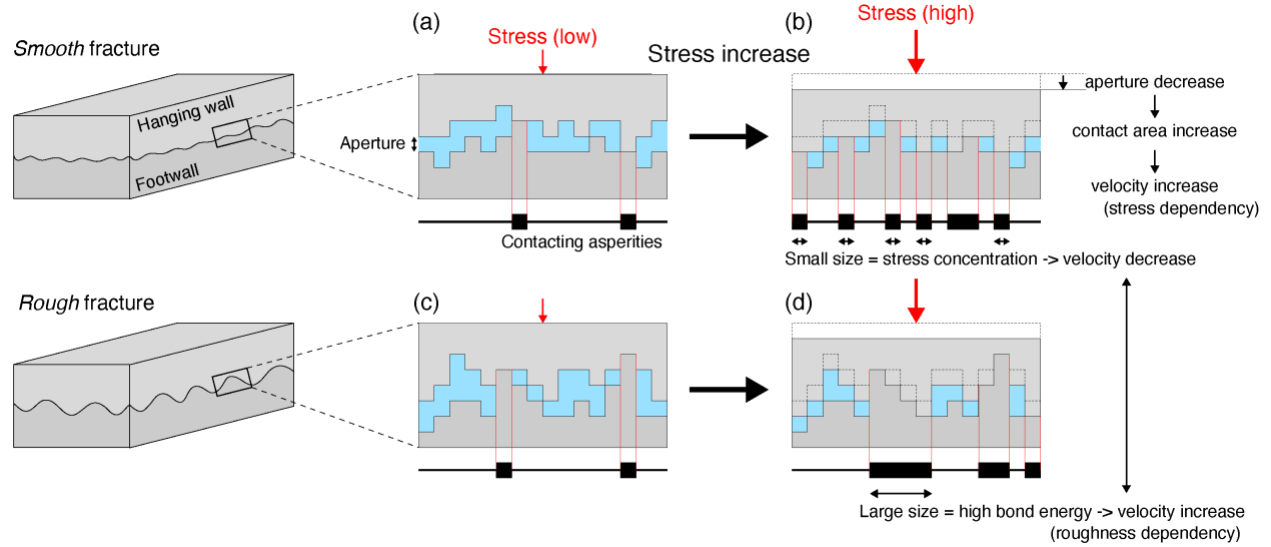 (a)
(b)
Smooth fracture
Stress (low)
Stress increase
Stress (high)
Hanging wall
Footwall
Aperture
aperture decrease
contact area increase
velocity increase
(stress dependency)
Contacting asperities
Small size = stress concentration -> velocity decrease
Rough fracture
(c)
(d)
Large size = high bond energy -> velocity increase
(roughness dependency)